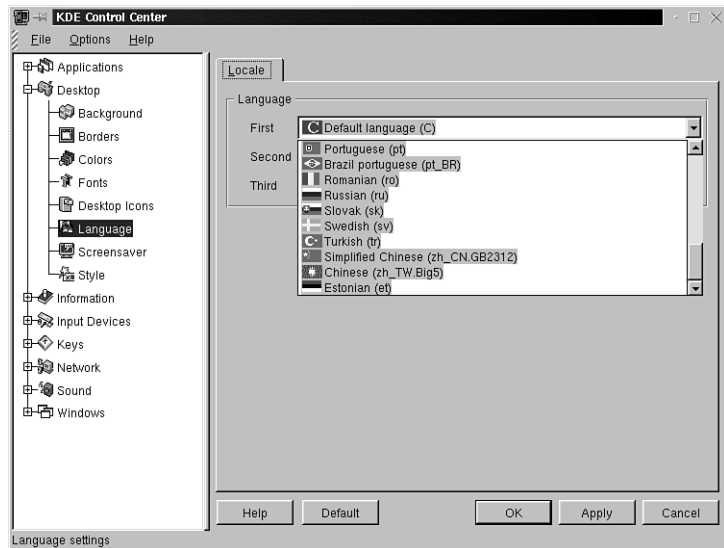 KDE Control Center
File Options Help
Applications
Desktop
Background
Borders
Colors
Fonts
Desktop Icons
Language
Screensaver
Style
Information
Input Devices
Keys
Network
Sound
Windows
Locale
Language
First Default language (C)
Second
Third
Portuguese (pt)
Brazil portuguese (pt_BR)
Romanian (ro)
Russian (ru)
Slovak (sk)
Swedish (sv)
Turkish (tr)
Simplified Chinese (zh_CN.GB2312)
Chinese (zh_TW.Big5)
Estonian (et)
Help Default OK Apply Cancel
Language settings